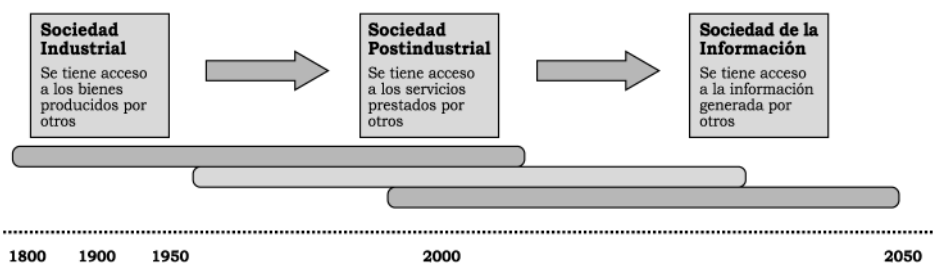 Sociedad
Industrial
Se tiene acceso
a los bienes
producidos por
otros
Sociedad
Postindustrial
Se tiene acceso
a los servicios
prestados por
otros
Sociedad de la
Información
Se tiene acceso
a la información
generada por
otros
1800 1900 1950 2000 2050